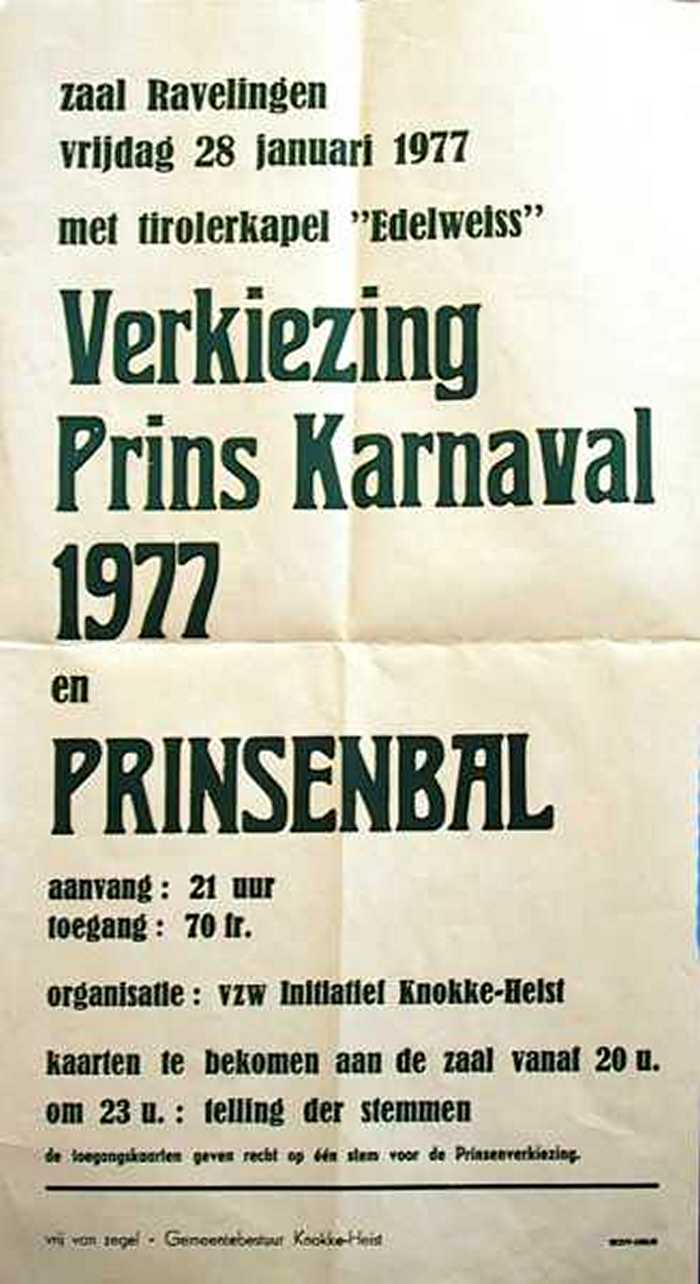 zaal Ravelingen
vrijdag 28 januari 1977
met tirolerkapel "Edelweiss"
Verkiezing
Prins Karnaval
1977
en
PRINSENBAL
aanvang : 21 uur
toegang : 70 fr.
organisatie : vzw Initiatief Knokke-Heist
kaarten te bekomen aan de zaal vanaf 20 u.
om 23 u. : telling der stemmen
de toegangskaarten geven recht op één stem voor de Prinsenverkiezing.
vrij van zegel - Gemeentebestuur Knokke-Heist